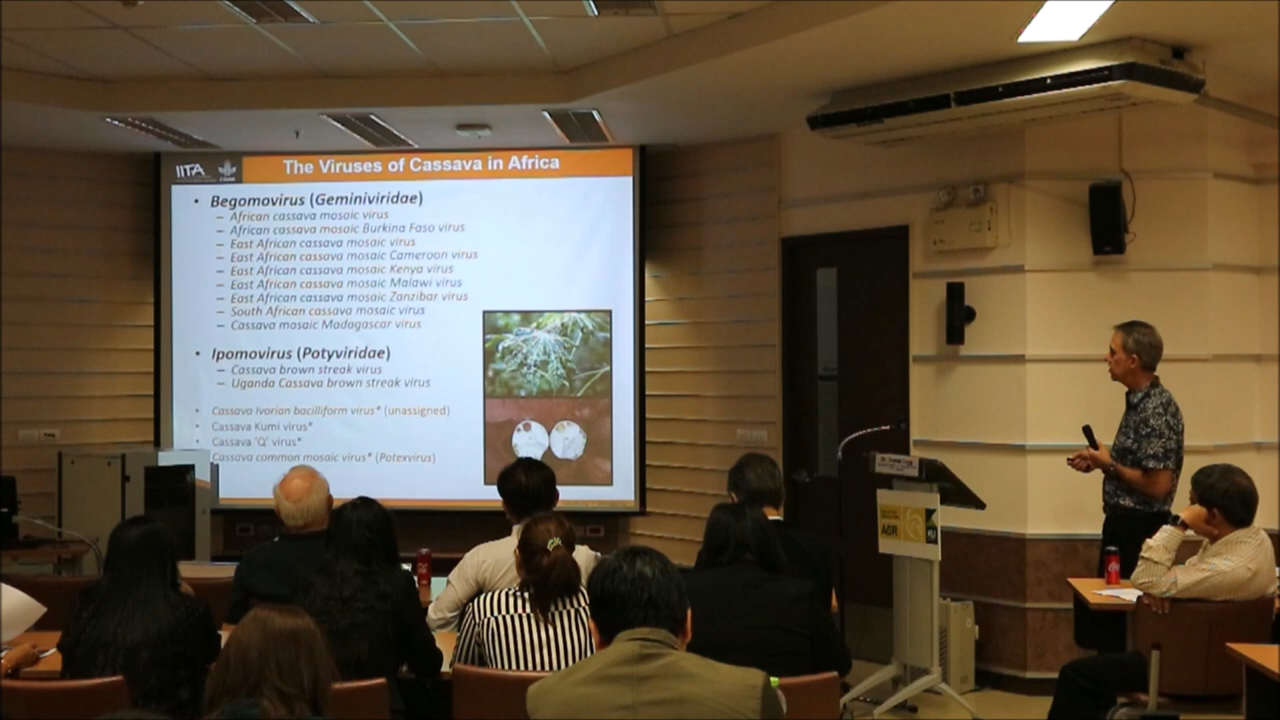 IITA
The Viruses of Cassava in Africa
• Begomovirus (Geminiviridae)
– African cassava mosaic virus
– African cassava mosaic Burkina Faso virus
– East African cassava mosaic virus
– East African cassava mosaic Cameroon virus
– East African cassava mosaic Kenya virus
– East African cassava mosaic Malawi virus
– East African cassava mosaic Zanzibar virus
– South African cassava mosaic virus
– Cassava mosaic Madagascar virus
• Ipomovirus (Potyviridae)
– Cassava brown streak virus
– Uganda Cassava brown streak virus
• Cassava Ivorian bacilliform virus* (unassigned)
• Cassava Kumi virus*
• Cassava 'Q' virus*
Cassava common mosaic virus* (Potexvirus)
AGR
KU